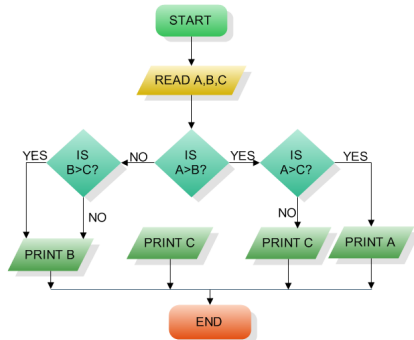 START
READ A,B,C
YES
IS
B>C?
NO
IS
A>B?
YES
IS
A>C?
YES
NO
NO
PRINT B
PRINT C
PRINT C
PRINT A
END